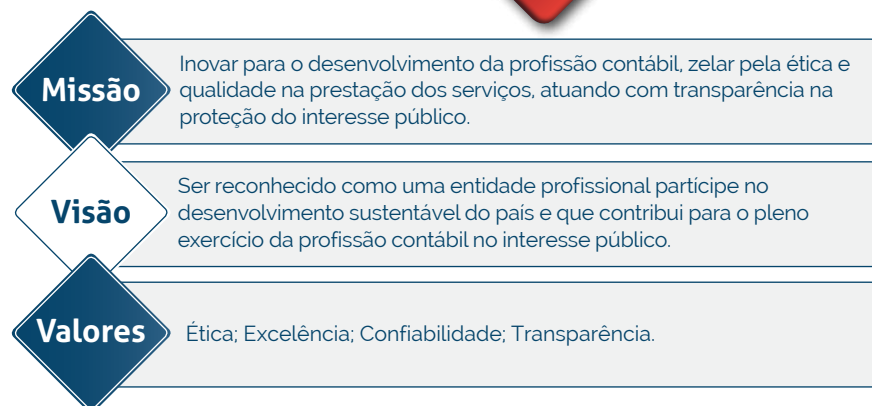 Missão
Inovar para o desenvolvimento da profissão contábil, zelar pela ética e
qualidade na prestação dos serviços, atuando com transparência na
proteção do interesse público.
Visão
Ser reconhecido como uma entidade profissional partícipe no
desenvolvimento sustentável do país e que contribui para o pleno
exercício da profissão contábil no interesse público.
Valores
Ética; Excelência; Confiabilidade; Transparência.